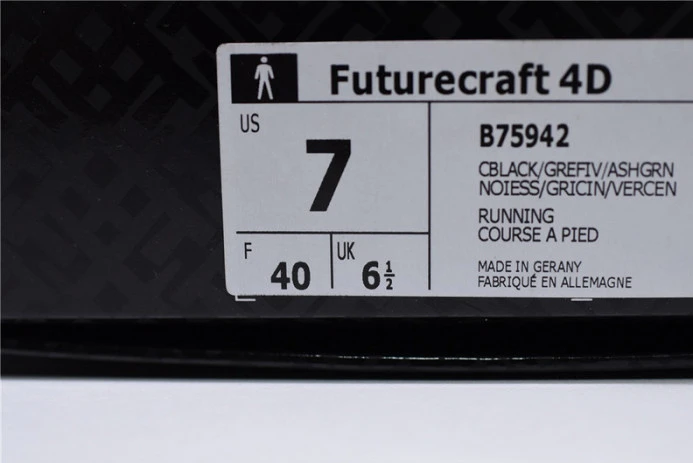 Futurecraft 4D
US
7
F
40
UK
6½
B75942
CBLACK/GREFIV/ASHGRN
NOIESS/GRICIN/VERCEN
RUNNING
COURSE A PIED
MADE IN GERANY
FABRIQUÉ EN ALLEMAGNE